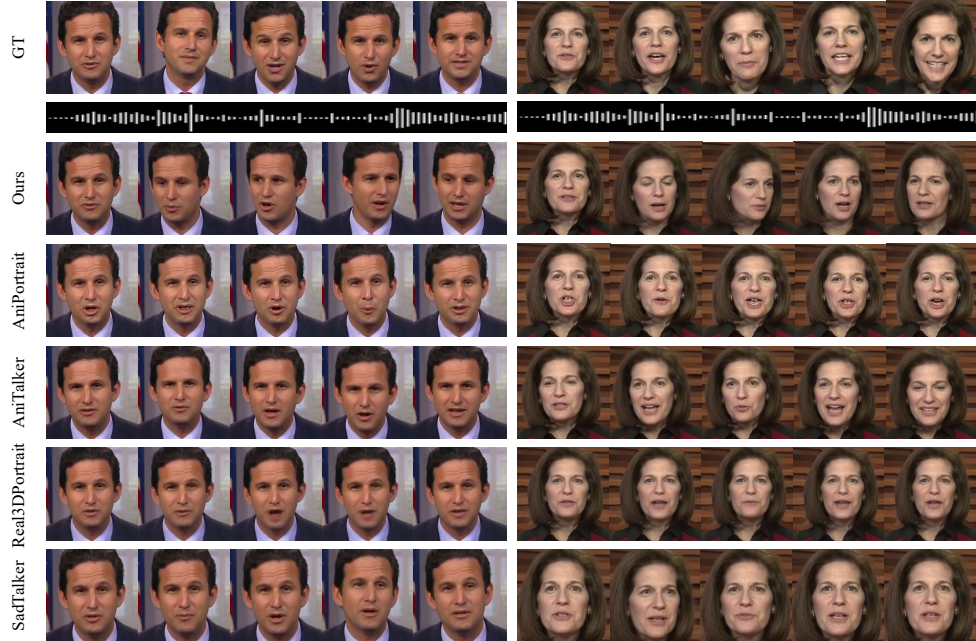 GT
Ours
AniPortrait
AniTalker
Real3DPortrait
SadTalker